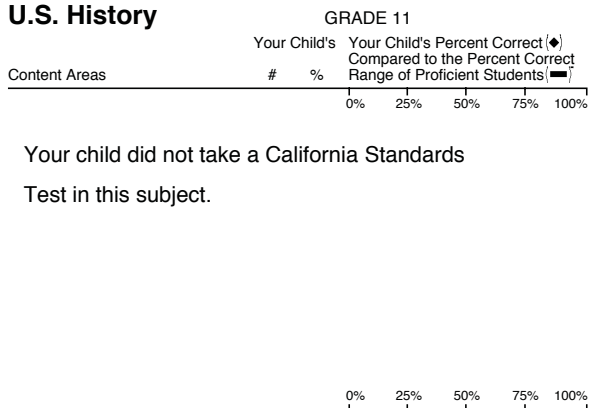 U.S. History GRADE 11
Your Child's Your Child's Percent Correct (◆)
Compared to the Percent Correct
Content Areas # % Range of Proficient Students (▬)
0% 25% 50% 75% 100%
Your child did not take a California Standards
Test in this subject.
0% 25% 50% 75% 100%